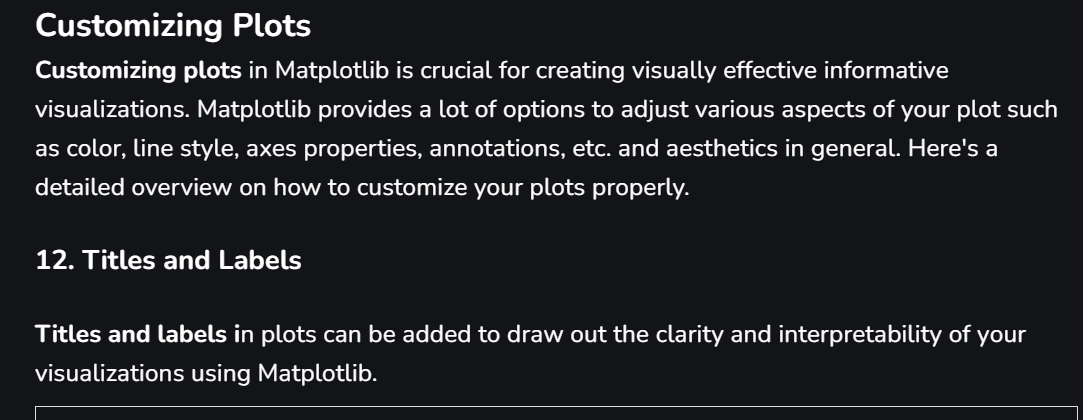 Customizing Plots
Customizing plots in Matplotlib is crucial for creating visually effective informative
visualizations. Matplotlib provides a lot of options to adjust various aspects of your plot such
as color, line style, axes properties, annotations, etc. and aesthetics in general. Here's a
detailed overview on how to customize your plots properly.
12. Titles and Labels
Titles and labels in plots can be added to draw out the clarity and interpretability of your
visualizations using Matplotlib.